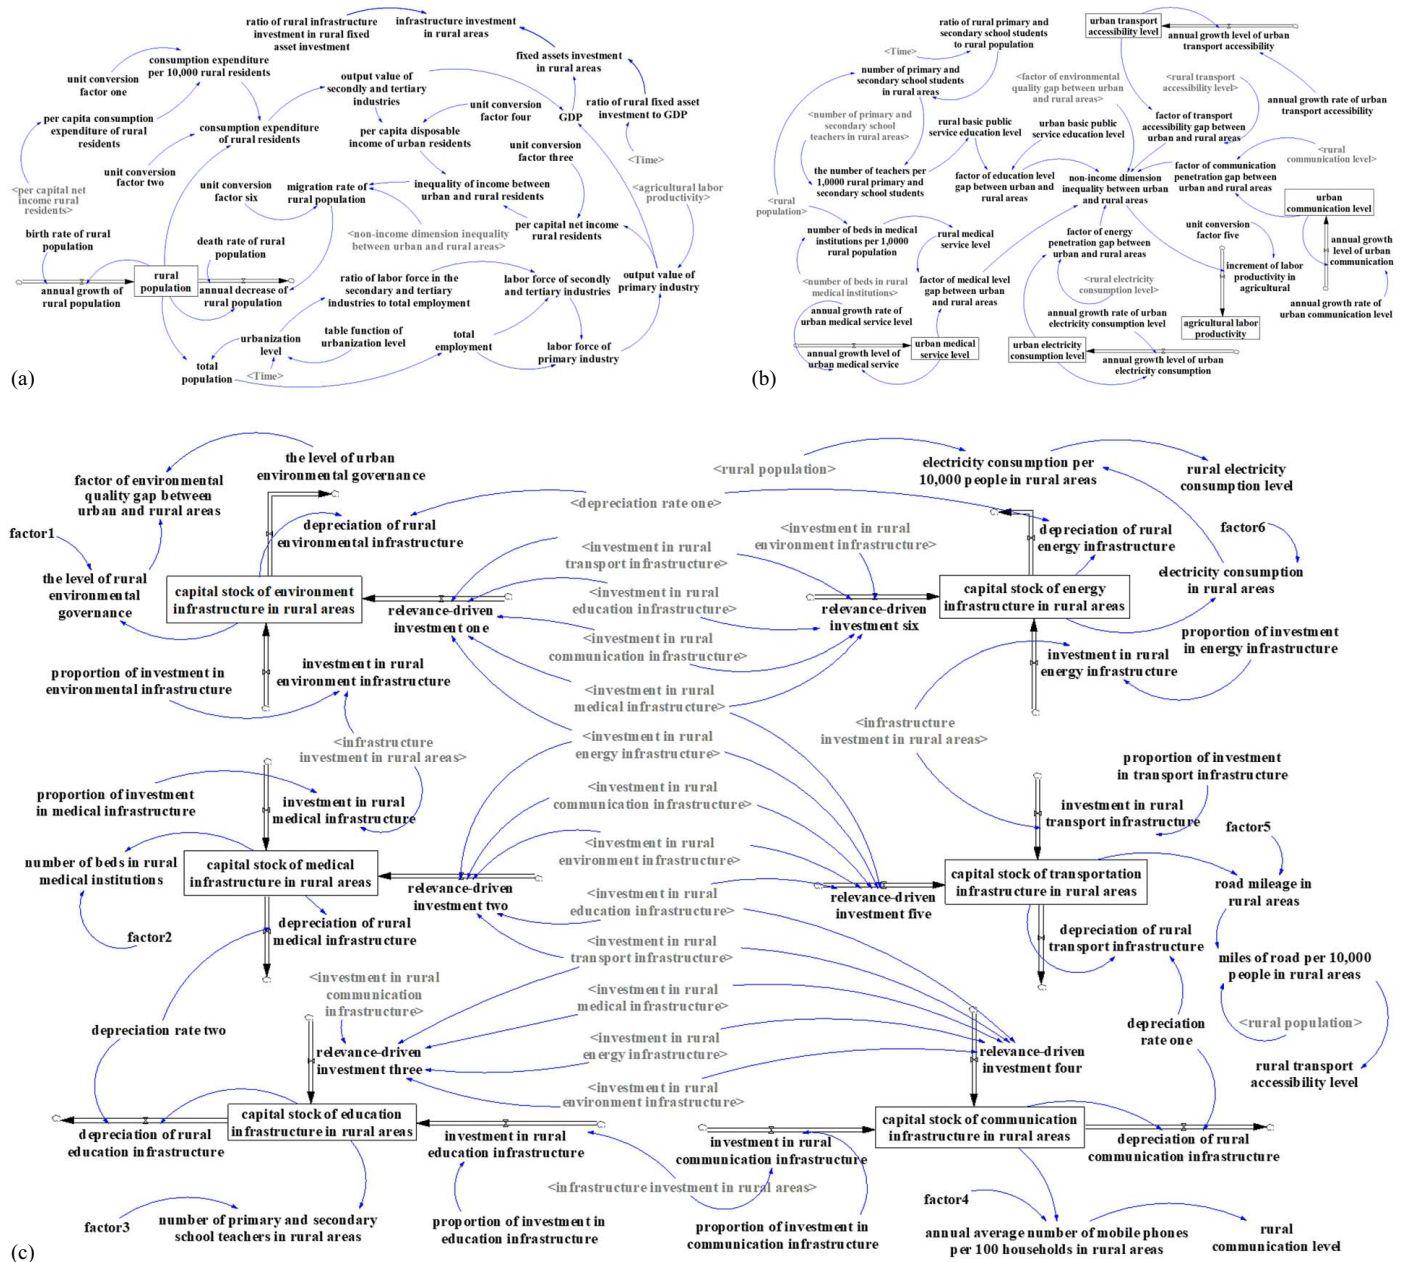 ratio of rural infrastructure
investment in rural fixed
asset investment
infrastructure investment
in rural areas
consumption expenditure
per 10,000 rural residents
unit conversion
factor one
output value of
secondly and tertiary
industries
fixed assets investment
in rural areas
per capita consumption
expenditure of rural
residents
consumption expenditure
of rural residents
unit conversion
factor four
GDP
ratio of rural fixed asset
investment to GDP
per capita disposable
income of urban residents
unit conversion
factor three
<Time>
unit conversion
factor two
<per capital net
income rural
residents>
unit conversion
factor six
migration rate of
rural population
inequality of income between
urban and rural residents
<agricultural labor
productivity>
birth rate of rural
population
death rate of rural
population
<non-income dimension inequality
between urban and rural areas>
per capital net income
rural residents
rural
population
annual growth of
rural population
annual decrease of
rural population
ratio of labor force in the
secondary and tertiary
industries to total employment
labor force of secondly
and tertiary industries
output value of
primary industry
urbanization
level
table function of
urbanization level
total
employment
labor force of
primary industry
total
population
<Time>
(a)
ratio of rural primary and
secondary school students
to rural population
urban transport
accessibility level
annual growth level of urban
transport accessibility
<Time>
number of primary and
secondary school students
in rural areas
<factor of environmental
quality gap between urban
and rural areas>
<rural transport
accessibility level>
annual growth rate of urban
transport accessibility
<number of primary and
secondary school
teachers in rural areas>
rural basic public
service education level
urban basic public
service education level
factor of transport
accessibility gap between
urban and rural areas
<rural
communication level>
the number of teachers per
1,0000 rural primary and
secondary school students
factor of education level
gap between urban and
rural areas
non-income dimension
inequality between urban
and rural areas
factor of communication
penetration gap between
urban and rural areas
urban
communication level
<rural
population>
number of beds in medical
institutions per 1,0000
rural population
rural medical
service level
factor of energy
penetration gap between
urban and rural areas
unit conversion
factor five
annual growth
level of urban
communication
<number of beds in rural
medical institutions>
factor of medical level
gap between urban
and rural areas
<rural electricity
consumption level>
increment of labor
productivity in
agricultural
annual growth rate of
urban communication level
annual growth rate of
urban medical service level
annual growth rate of urban
electricity consumption level
agricultural labor
productivity
annual growth level of
urban medical service
urban medical
service level
urban electricity
consumption level
annual growth level of urban
electricity consumption
(b)
the level of urban
environmental governance
factor of environmental
quality gap between
urban and rural areas
<rural population>
electricity consumption per
10,000 people in rural areas
rural electricity
consumption level
<depreciation rate one>
factor1
depreciation of rural
environmental infrastructure
<investment in rural
transport infrastructure>
<investment in rural
environment infrastructure>
depreciation of rural
energy infrastructure
factor6
the level of rural
environmental
governance
capital stock of environment
infrastructure in rural areas
relevance-driven
investment one
<investment in rural
education infrastructure>
relevance-driven
investment six
capital stock of energy
infrastructure in rural areas
electricity consumption
in rural areas
<investment in rural
communication infrastructure>
proportion of investment in
environmental infrastructure
investment in rural
environment infrastructure
<investment in rural
medical infrastructure>
investment in rural
energy infrastructure
proportion of investment
in energy infrastructure
<infrastructure
investment in rural areas>
<investment in rural
energy infrastructure>
<infrastructure
investment in rural areas>
proportion of investment
in medical infrastructure
investment in rural
medical infrastructure
<investment in rural
communication infrastructure>
proportion of investment
in transport infrastructure
investment in rural
transport infrastructure
number of beds in rural
medical institutions
capital stock of medical
infrastructure in rural areas
relevance-driven
investment two
<investment in rural
environment infrastructure>
relevance-driven
investment five
capital stock of transportation
infrastructure in rural areas
factor5
road mileage in
rural areas
factor2
depreciation of rural
medical infrastructure
<investment in rural
education infrastructure>
depreciation of rural
transport infrastructure
<investment in rural
transport infrastructure>
miles of road per 10,000
people in rural areas
<investment in rural
communication
infrastructure>
<investment in rural
medical infrastructure>
depreciation rate two
depreciation
rate one
<rural population>
relevance-driven
investment three
<investment in rural
energy infrastructure>
relevance-driven
investment four
rural transport
accessibility level
<investment in rural
environment infrastructure>
depreciation of rural
education infrastructure
capital stock of education
infrastructure in rural areas
investment in rural
education infrastructure
investment in rural
communication infrastructure
capital stock of communication
infrastructure in rural areas
depreciation of rural
communication infrastructure
<infrastructure investment in rural areas>
factor3
number of primary and secondary
school teachers in rural areas
proportion of investment in
education infrastructure
proportion of investment in
communication infrastructure
factor4
annual average number of mobile phones
per 100 households in rural areas
rural
communication level
(c)